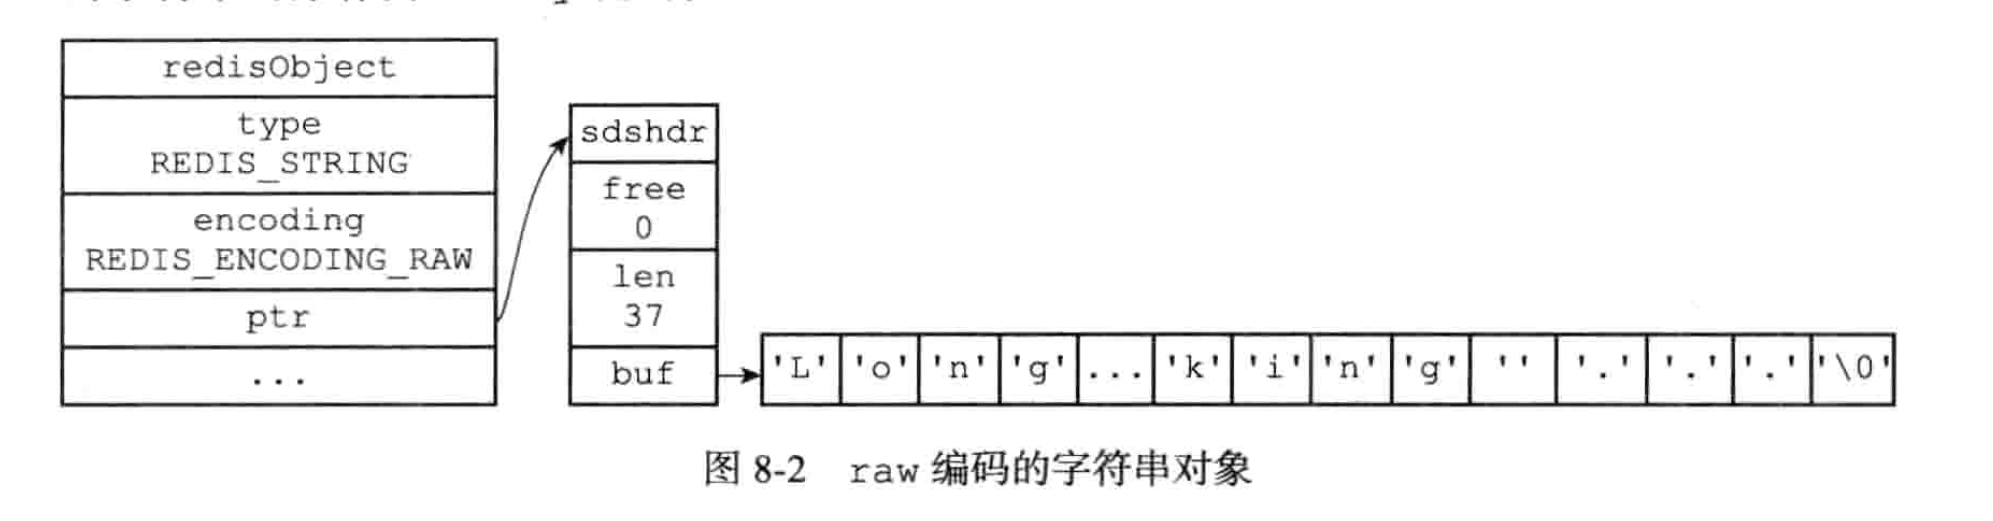 redisObject
type
REDIS_STRING
encoding
REDIS_ENCODING_RAW
ptr
...
sdshdr
free
0
len
37
buf
'L' 'o' 'n' 'g' ... 'k' 'i' 'n' 'g' ' ' '.' '.' '.' '\0'
图 8-2 raw 编码的字符串对象